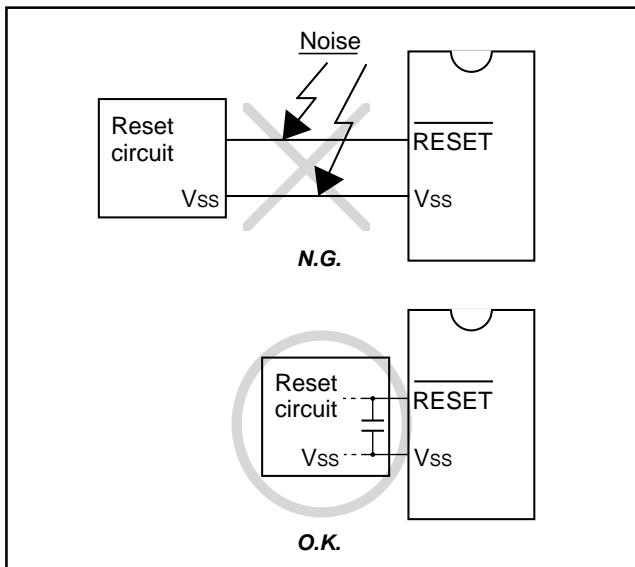 Noise
Reset
circuit
RESET
Vss
Vss
N.G.
Reset
circuit
RESET
Vss
Vss
O.K.